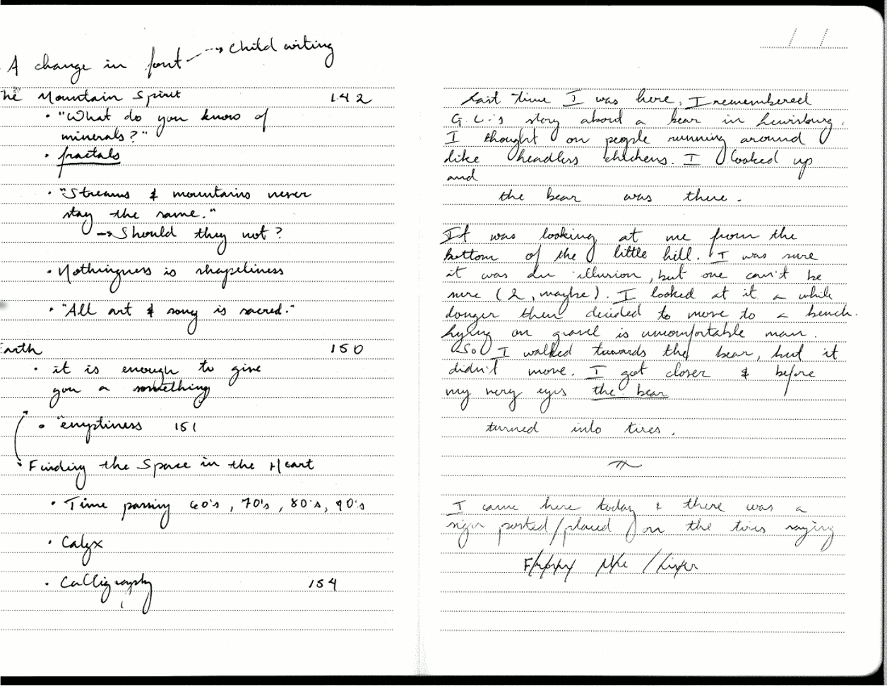 A change in font → Child writing
The Mountain Spirit 142
• "What do you know of
minerals?"
• fractals
• "Streams & mountains never
stay the same."
→ Should they not?
• Nothingness is shapeliness
• "All art & song is sacred."
Earth 150
• it is enough to give
you a something
• "emptiness 151
• Finding the Space in the Heart
• Time passing 60's, 70's, 80's, 90's
• Calyx
• Calligraphy 154
Last time I was here, I remembered
G.C.'s story about a bear in Lewisburg.
I thought on people running around
like headless chickens. I looked up
and
the bear was there.
It was looking at me from the
bottom of the little hill. I was sure
it was an illusion, but one can't be
sure (2, maybe). I looked at it a while
longer then decided to move to a bench.
Lying on gravel is uncomfortable man.
So I walked towards the bear, but it
didn't move. I got closer & before
my very eyes the bear
turned into tires.
I came here today & there was a
sign posted/placed on the tires saying